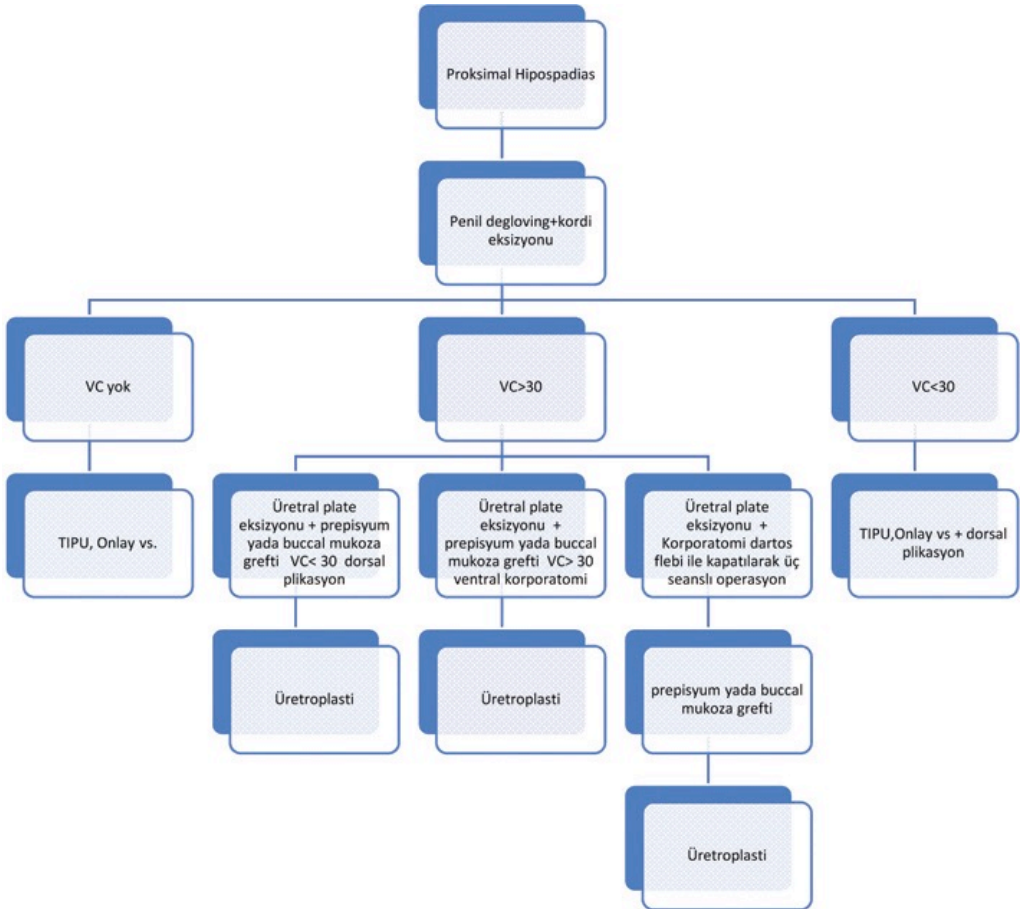 Proksimal Hipospadias
Penil degloving+kordi
eksizyonu
VC yok
VC>30
VC<30
TIPU, Onlay vs.
Üretral plate
eksizyonu + prepisyum
yada buccal mukoza
grefti VC< 30 dorsal
plikasyon
Üretral plate
eksizyonu +
prepisyum yada buccal
mukoza grefti VC> 30
ventral korporatomi
Üretral plate
eksizyonu +
Korporatomi dartos
flebi ile kapatılarak üç
seanslı operasyon
TIPU,Onlay vs + dorsal
plikasyon
Üretroplasti
Üretroplasti
prepisyum yada buccal
mukoza grefti
Üretroplasti